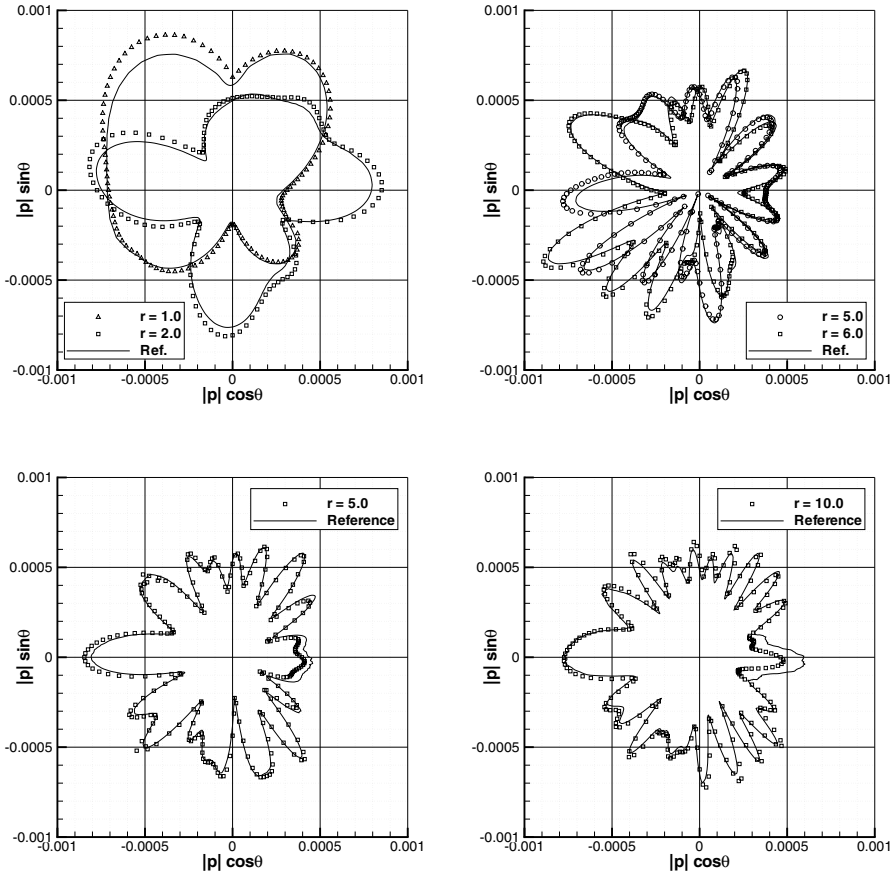 0.001
0.0005
0
-0.0005
-0.001
|p| sinθ
r = 1.0
r = 2.0
Ref.
-0.001
-0.0005
0
0.0005
0.001
|p| cosθ
0.001
0.0005
0
-0.0005
-0.001
|p| sinθ
r = 5.0
r = 6.0
Ref.
-0.001
-0.0005
0
0.0005
0.001
|p| cosθ
0.001
0.0005
0
-0.0005
-0.001
|p| sinθ
r = 5.0
Reference
-0.001
-0.0005
0
0.0005
0.001
|p| cosθ
0.001
0.0005
0
-0.0005
-0.001
|p| sinθ
r = 10.0
Reference
-0.001
-0.0005
0
0.0005
0.001
|p| cosθ